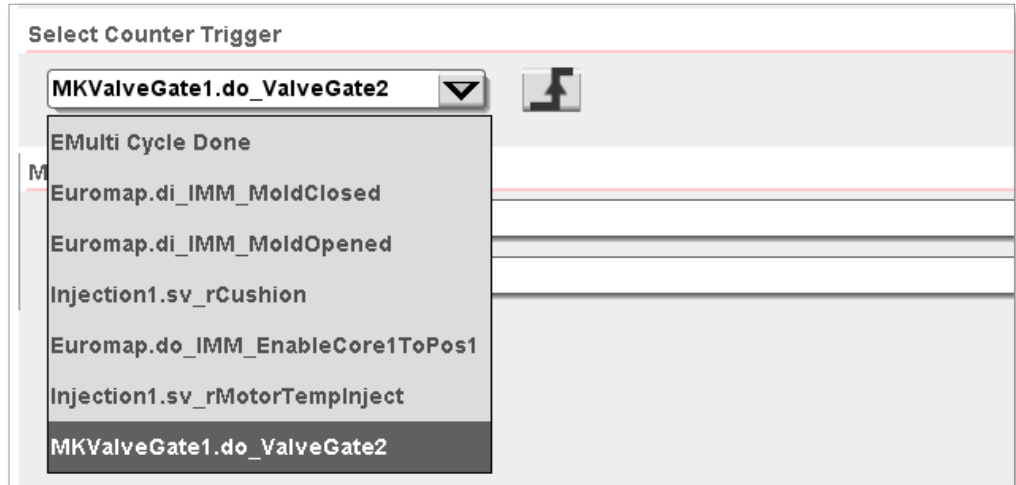 Select Counter Trigger
MKValveGate1.do_ValveGate2
EMulti Cycle Done
M
Euromap.di_IMM_MoldClosed
Euromap.di_IMM_MoldOpened
Injection1.sv_rCushion
Euromap.do_IMM_EnableCore1ToPos1
Injection1.sv_rMotorTempInject
MKValveGate1.do_ValveGate2